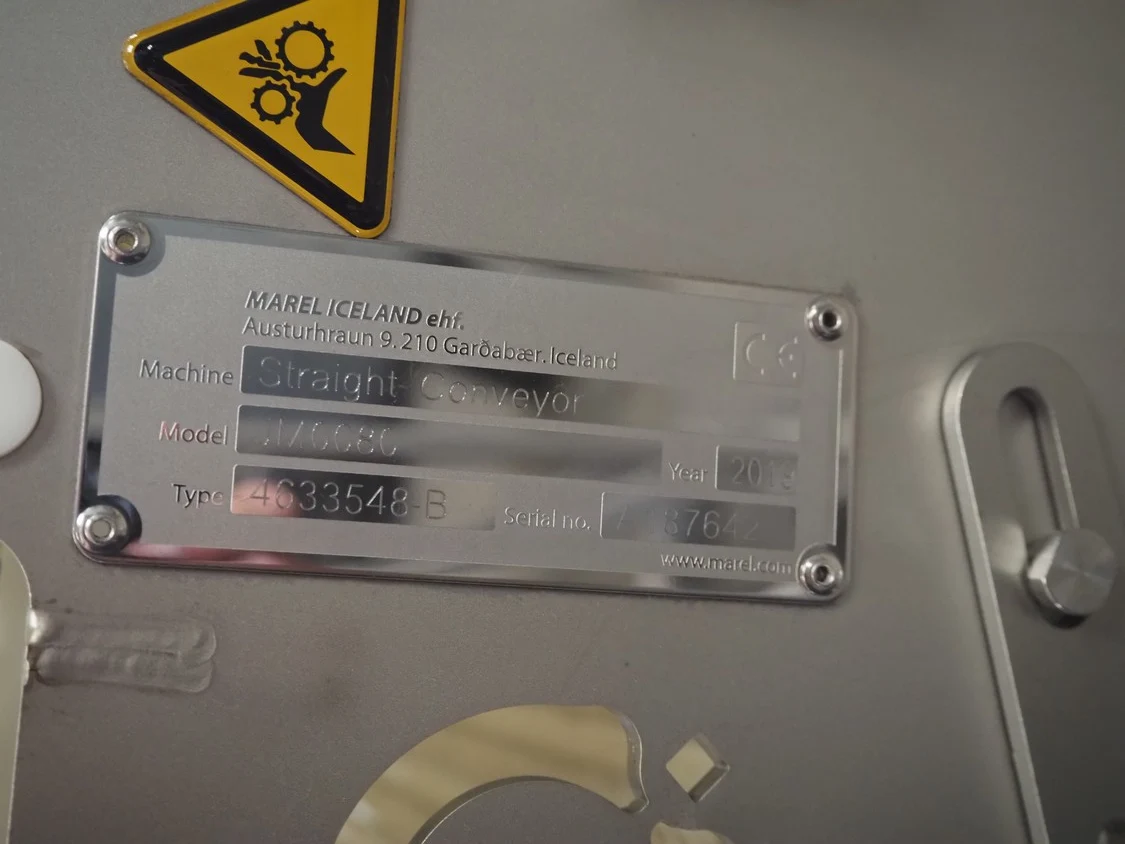 MAREL ICELAND ehf.
Austurhraun 9. 210 Garðabær. Iceland
CE
Machine Straight Conveyor
Model
Year
Type 4633548-B
Serial no.
www.marel.com